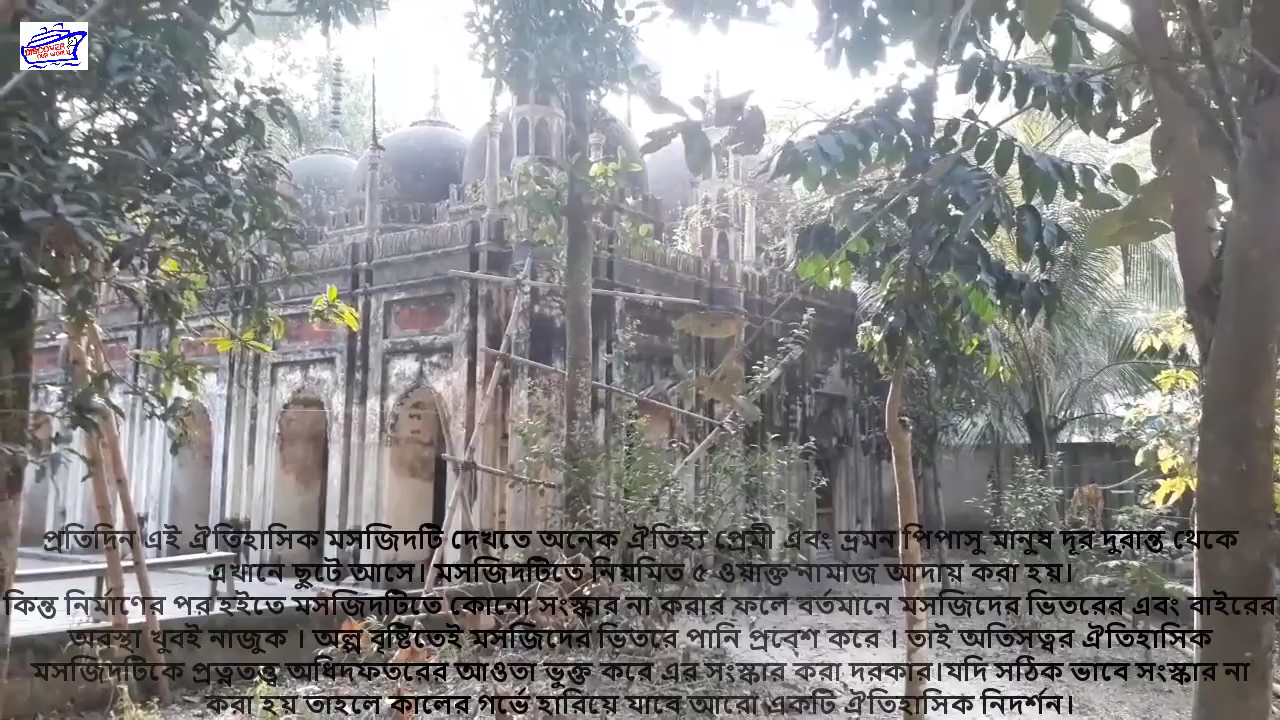 DISCOVER
OUR WORLD
প্রতিদিন এই ঐতিহাসিক মসজিদটি দেখতে অনেক ঐতিহ্য প্রেমী এবং ভ্রমন পিপাসু মানুষ দূর দুরান্ত থেকে
এখানে ছুটে আসে। মসজিদটিতে নিয়মিত ৫ ওয়াক্ত নামাজ আদায় করা হয়।
কিন্ত নির্মাণের পর হইতে মসজিদটিতে কোনো সংস্কার না করার ফলে বর্তমানে মসজিদের ভিতরের এবং বাইরের
অবস্থা খুবই নাজুক । অল্প বৃষ্টিতেই মসজিদের ভিতরে পানি প্রবেশ করে । তাই অতিসত্বর ঐতিহাসিক
মসজিদটিকে প্রত্নতত্ত্ব অধিদফতরের আওতা ভুক্ত করে এর সংস্কার করা দরকার।যদি সঠিক ভাবে সংস্কার না
করা হয় তাহলে কালের গর্ভে হারিয়ে যাবে আরো একটি ঐতিহাসিক নিদর্শন।